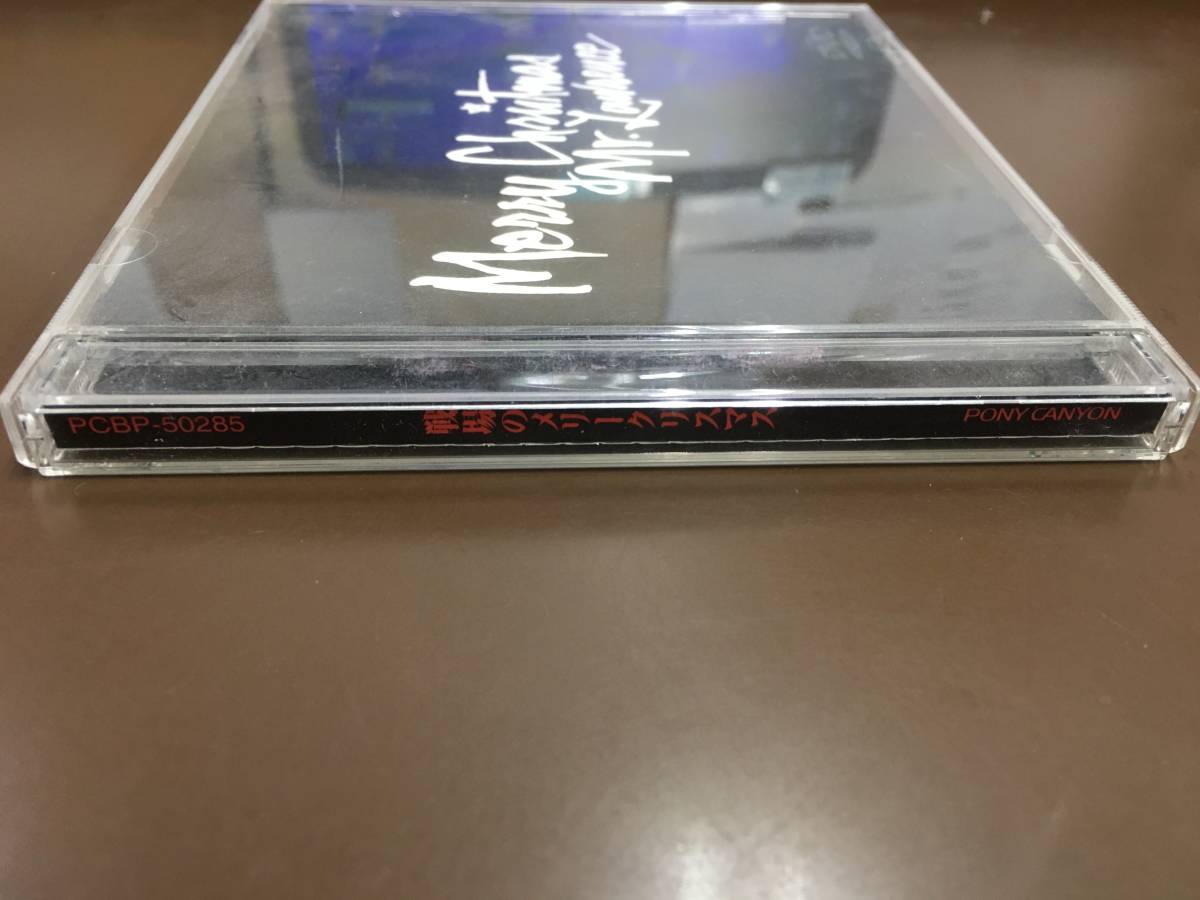 Merry Christmas
Mr. Lawrence
PCBP-50285
戦場のメリークリスマス
PONY CANYON